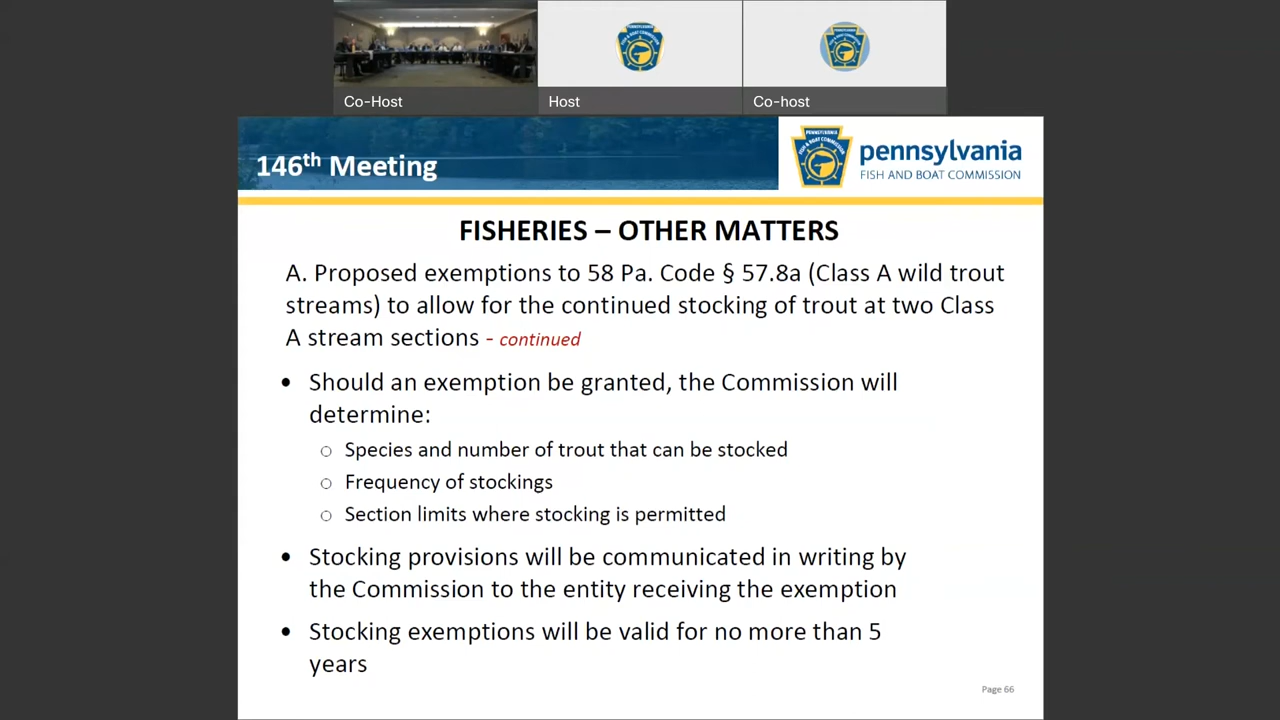 Co-Host
Host
Co-host
146th Meeting
PENNSYLVANIA
FISH & BOAT COMMISSION
pennsylvania
FISH AND BOAT COMMISSION
FISHERIES – OTHER MATTERS
A. Proposed exemptions to 58 Pa. Code § 57.8a (Class A wild trout
streams) to allow for the continued stocking of trout at two Class
A stream sections - continued
• Should an exemption be granted, the Commission will
determine:
○ Species and number of trout that can be stocked
○ Frequency of stockings
○ Section limits where stocking is permitted
• Stocking provisions will be communicated in writing by
the Commission to the entity receiving the exemption
• Stocking exemptions will be valid for no more than 5
years
Page 66